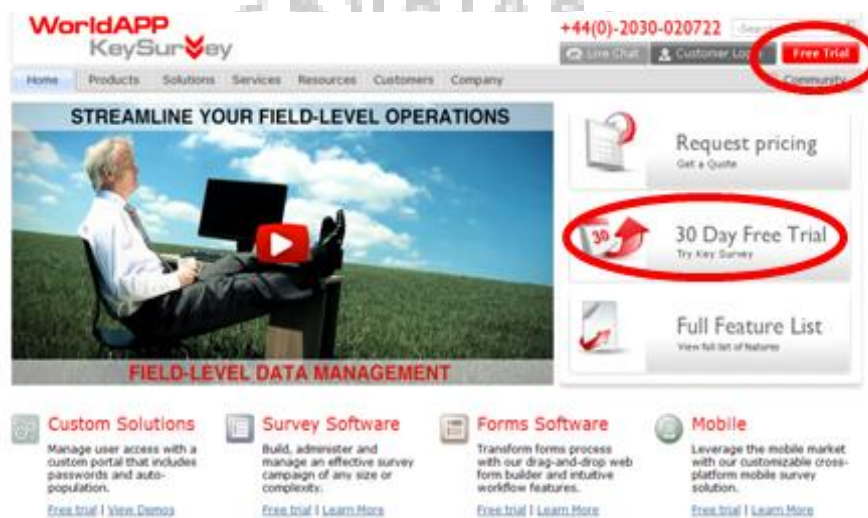 WorldAPP
KeySurvey
+44(0)-2030-020722
Live Chat
Customer Login
Free Trial
Home Products Solutions Services Resources Customers Company
Community
STREAMLINE YOUR FIELD-LEVEL OPERATIONS
FIELD-LEVEL DATA MANAGEMENT
Request pricing
Get a Quote
30
30 Day Free Trial
Try Key Survey
Full Feature List
View full list of features
Custom Solutions
Manage user access with a
custom portal that includes
passwords and auto-
population.
Free trial | View Demos
Survey Software
Build, administer and
manage an effective survey
campaign of any size or
complexity.
Free trial | Learn More
Forms Software
Transform forms process
with our drag-and-drop web
form builder and intuitive
workflow features.
Free trial | Learn More
Mobile
Leverage the mobile market
with our customizable cross-
platform mobile survey
solution.
Free trial | Learn More